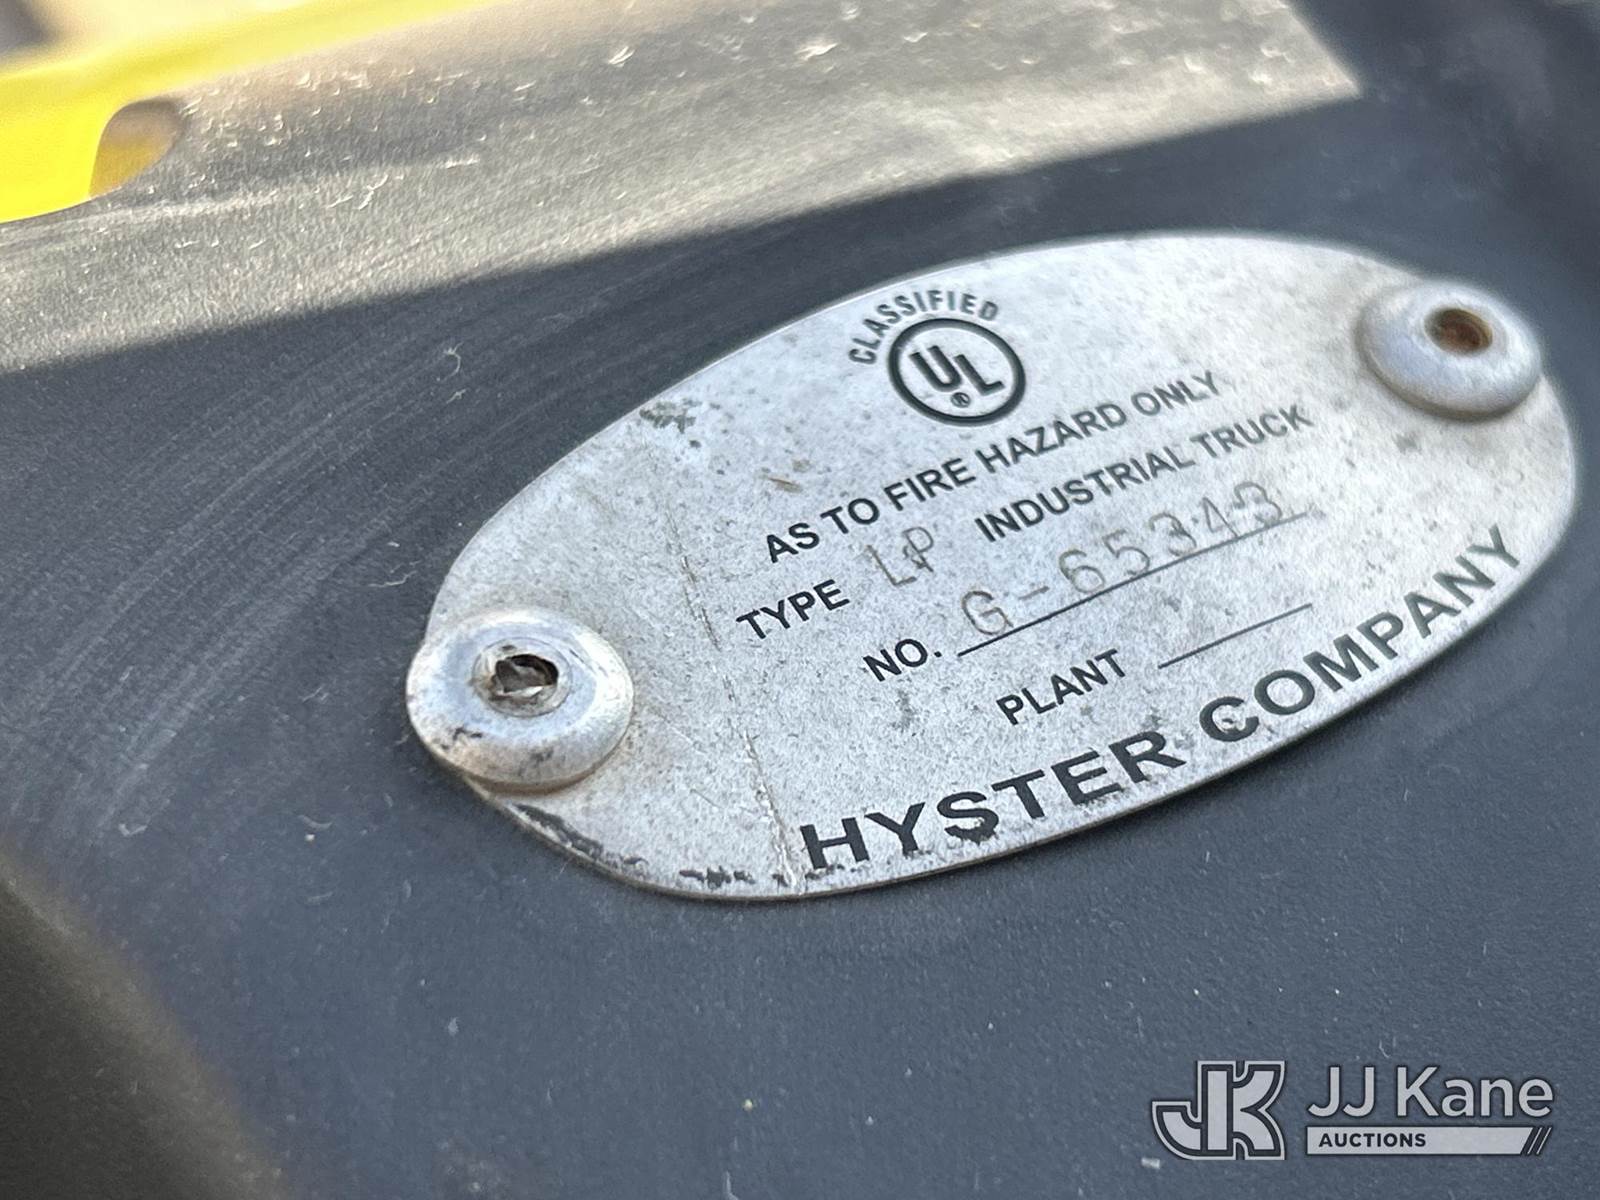 CLASSIFIED
UL®
AS TO FIRE HAZARD ONLY
TYPE LP INDUSTRIAL TRUCK
NO. G-65343
PLANT
HYSTER COMPANY
JK JJ Kane
AUCTIONS